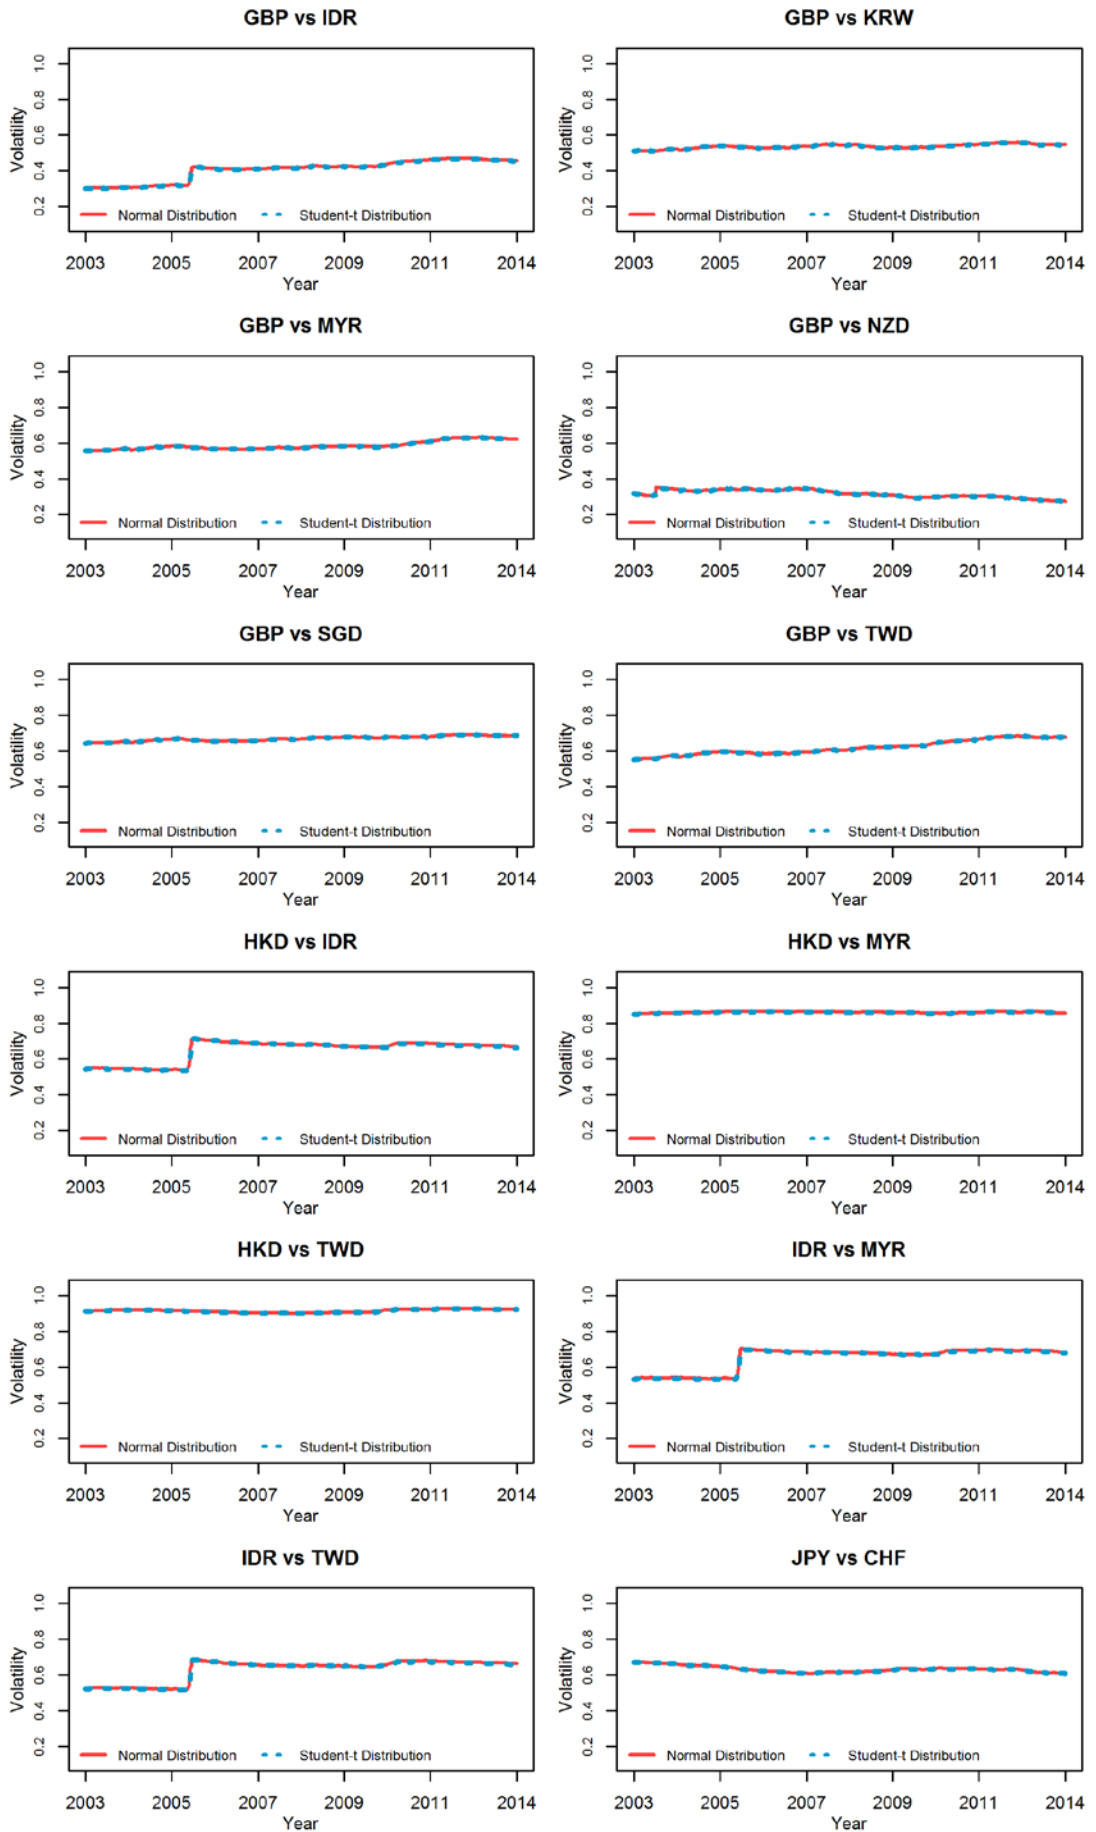 GBP vs IDR
Volatility
1.0
0.8
0.6
0.4
0.2
Normal Distribution Student-t Distribution
2003 2005 2007 2009 2011 2014
Year
GBP vs KRW
Volatility
1.0
0.8
0.6
0.4
0.2
Normal Distribution Student-t Distribution
2003 2005 2007 2009 2011 2014
Year
GBP vs MYR
Volatility
1.0
0.8
0.6
0.4
0.2
Normal Distribution Student-t Distribution
2003 2005 2007 2009 2011 2014
Year
GBP vs NZD
Volatility
1.0
0.8
0.6
0.4
0.2
Normal Distribution Student-t Distribution
2003 2005 2007 2009 2011 2014
Year
GBP vs SGD
Volatility
1.0
0.8
0.6
0.4
0.2
Normal Distribution Student-t Distribution
2003 2005 2007 2009 2011 2014
Year
GBP vs TWD
Volatility
1.0
0.8
0.6
0.4
0.2
Normal Distribution Student-t Distribution
2003 2005 2007 2009 2011 2014
Year
HKD vs IDR
Volatility
1.0
0.8
0.6
0.4
0.2
Normal Distribution Student-t Distribution
2003 2005 2007 2009 2011 2014
Year
HKD vs MYR
Volatility
1.0
0.8
0.6
0.4
0.2
Normal Distribution Student-t Distribution
2003 2005 2007 2009 2011 2014
Year
HKD vs TWD
Volatility
1.0
0.8
0.6
0.4
0.2
Normal Distribution Student-t Distribution
2003 2005 2007 2009 2011 2014
Year
IDR vs MYR
Volatility
1.0
0.8
0.6
0.4
0.2
Normal Distribution Student-t Distribution
2003 2005 2007 2009 2011 2014
Year
IDR vs TWD
Volatility
1.0
0.8
0.6
0.4
0.2
Normal Distribution Student-t Distribution
2003 2005 2007 2009 2011 2014
Year
JPY vs CHF
Volatility
1.0
0.8
0.6
0.4
0.2
Normal Distribution Student-t Distribution
2003 2005 2007 2009 2011 2014
Year